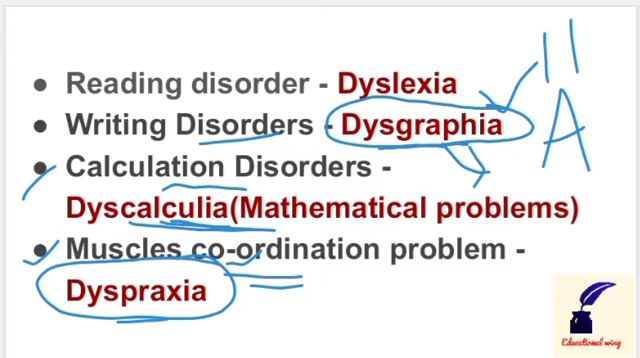 ● Reading disorder - Dyslexia
● Writing Disorders - Dysgraphia
● Calculation Disorders -
Dyscalculia(Mathematical problems)
● Muscles co-ordination problem -
Dyspraxia
A
Educational wing